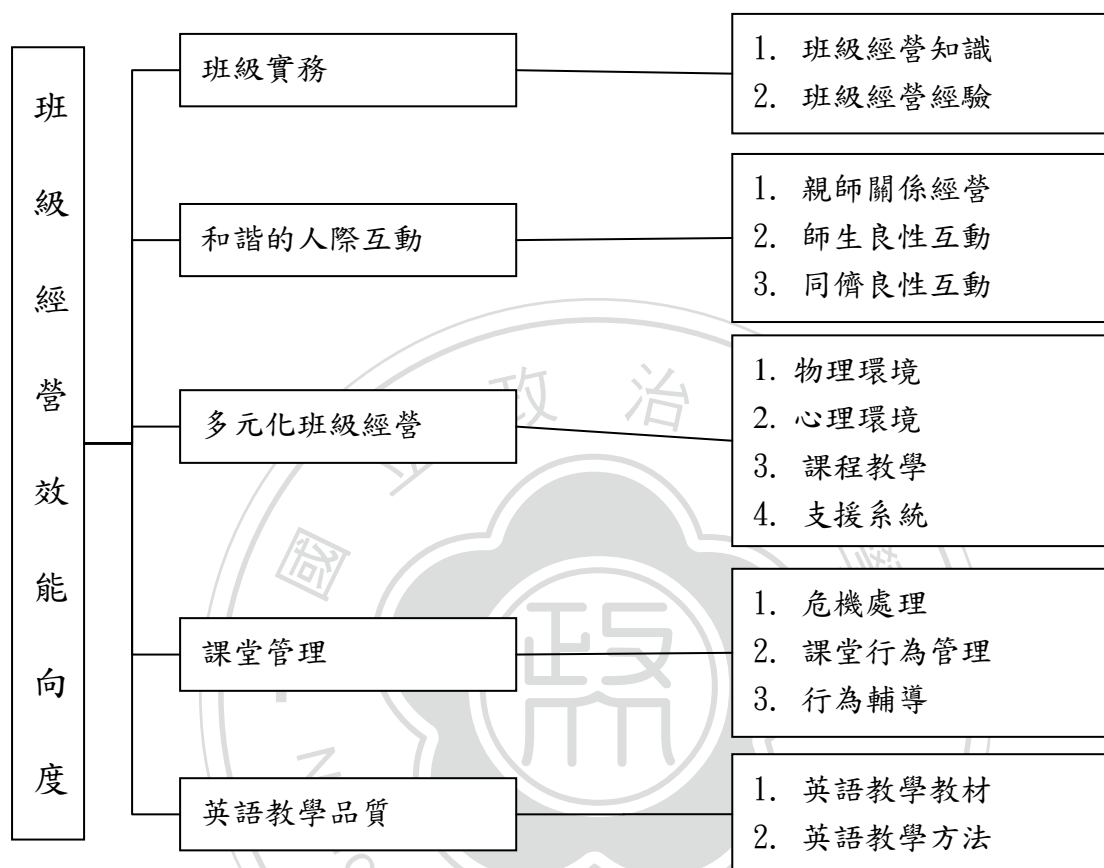 班級經營效能向度
班級實務
1. 班級經營知識
2. 班級經營經驗
和諧的人際互動
1. 親師關係經營
2. 師生良性互動
3. 同儕良性互動
多元化班級經營
1. 物理環境
2. 心理環境
3. 課程教學
4. 支援系統
課堂管理
1. 危機處理
2. 課堂行為管理
3. 行為輔導
英語教學品質
1. 英語教學教材
2. 英語教學方法
國立政治